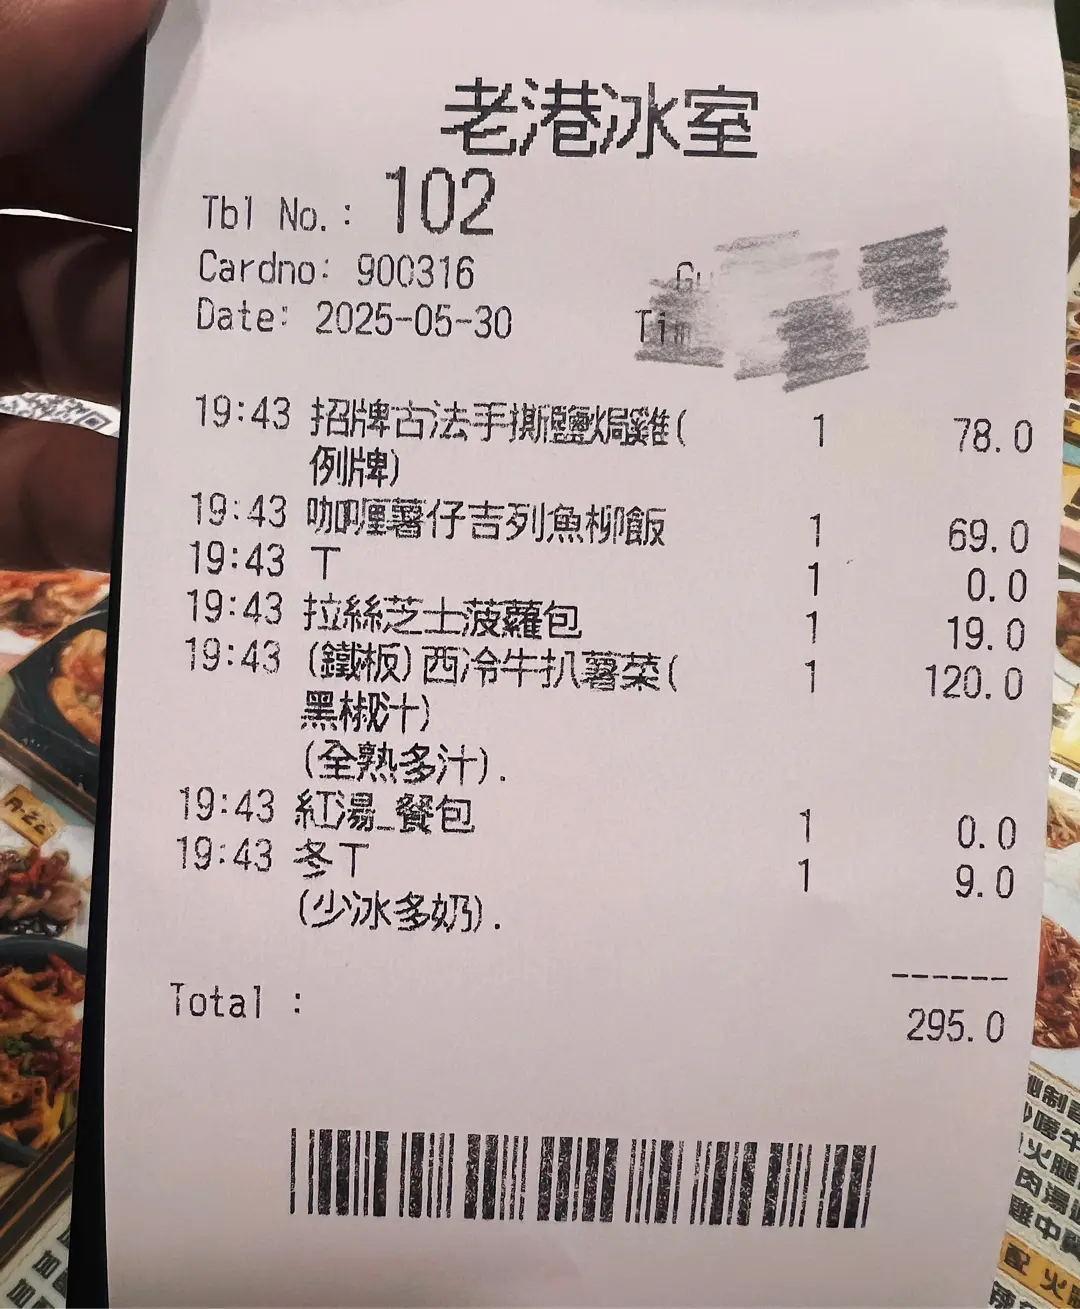 老港冰室
Tbl No.: 102
Cardno: 900316
Date: 2025-05-30
19:43 招牌古法手撕鹽焗雞( 1 78.0
例牌)
19:43 咖喱薯仔吉列魚柳飯 1 69.0
19:43 T 1 0.0
19:43 拉絲芝士菠蘿包 1 19.0
19:43 (鐵板)西冷牛扒薯菜( 1 120.0
黑椒汁)
(全熟多汁).
19:43 紅湯_餐包 1 0.0
19:43 冬T 1 9.0
(少冰多奶).
------
Total :
295.0
配 火